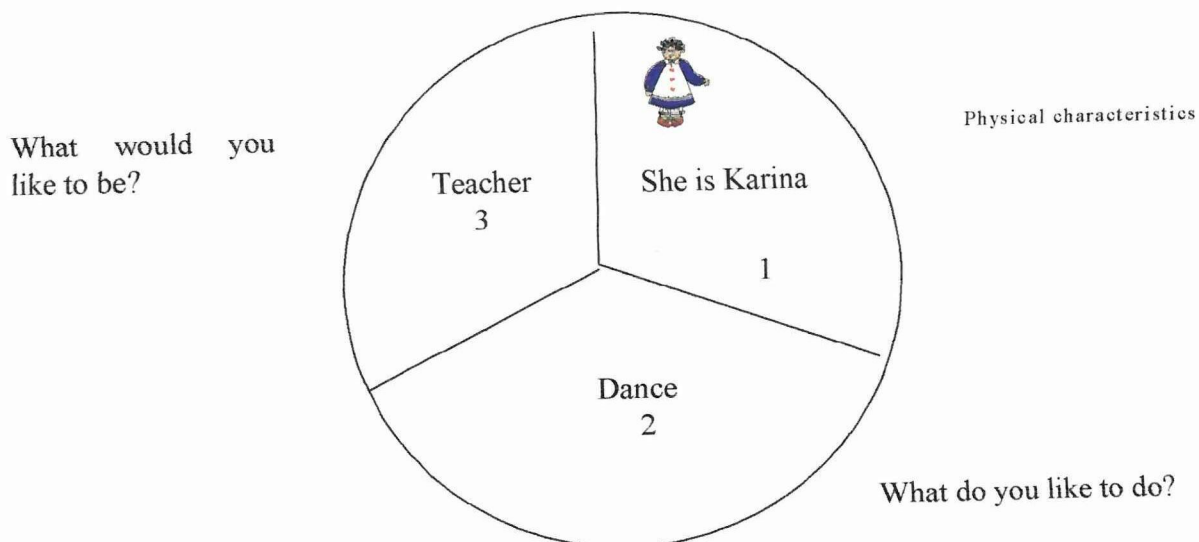 Physical characteristics
What would you
like to be?
Teacher
3
She is Karina
1
Dance
2
What do you like to do?